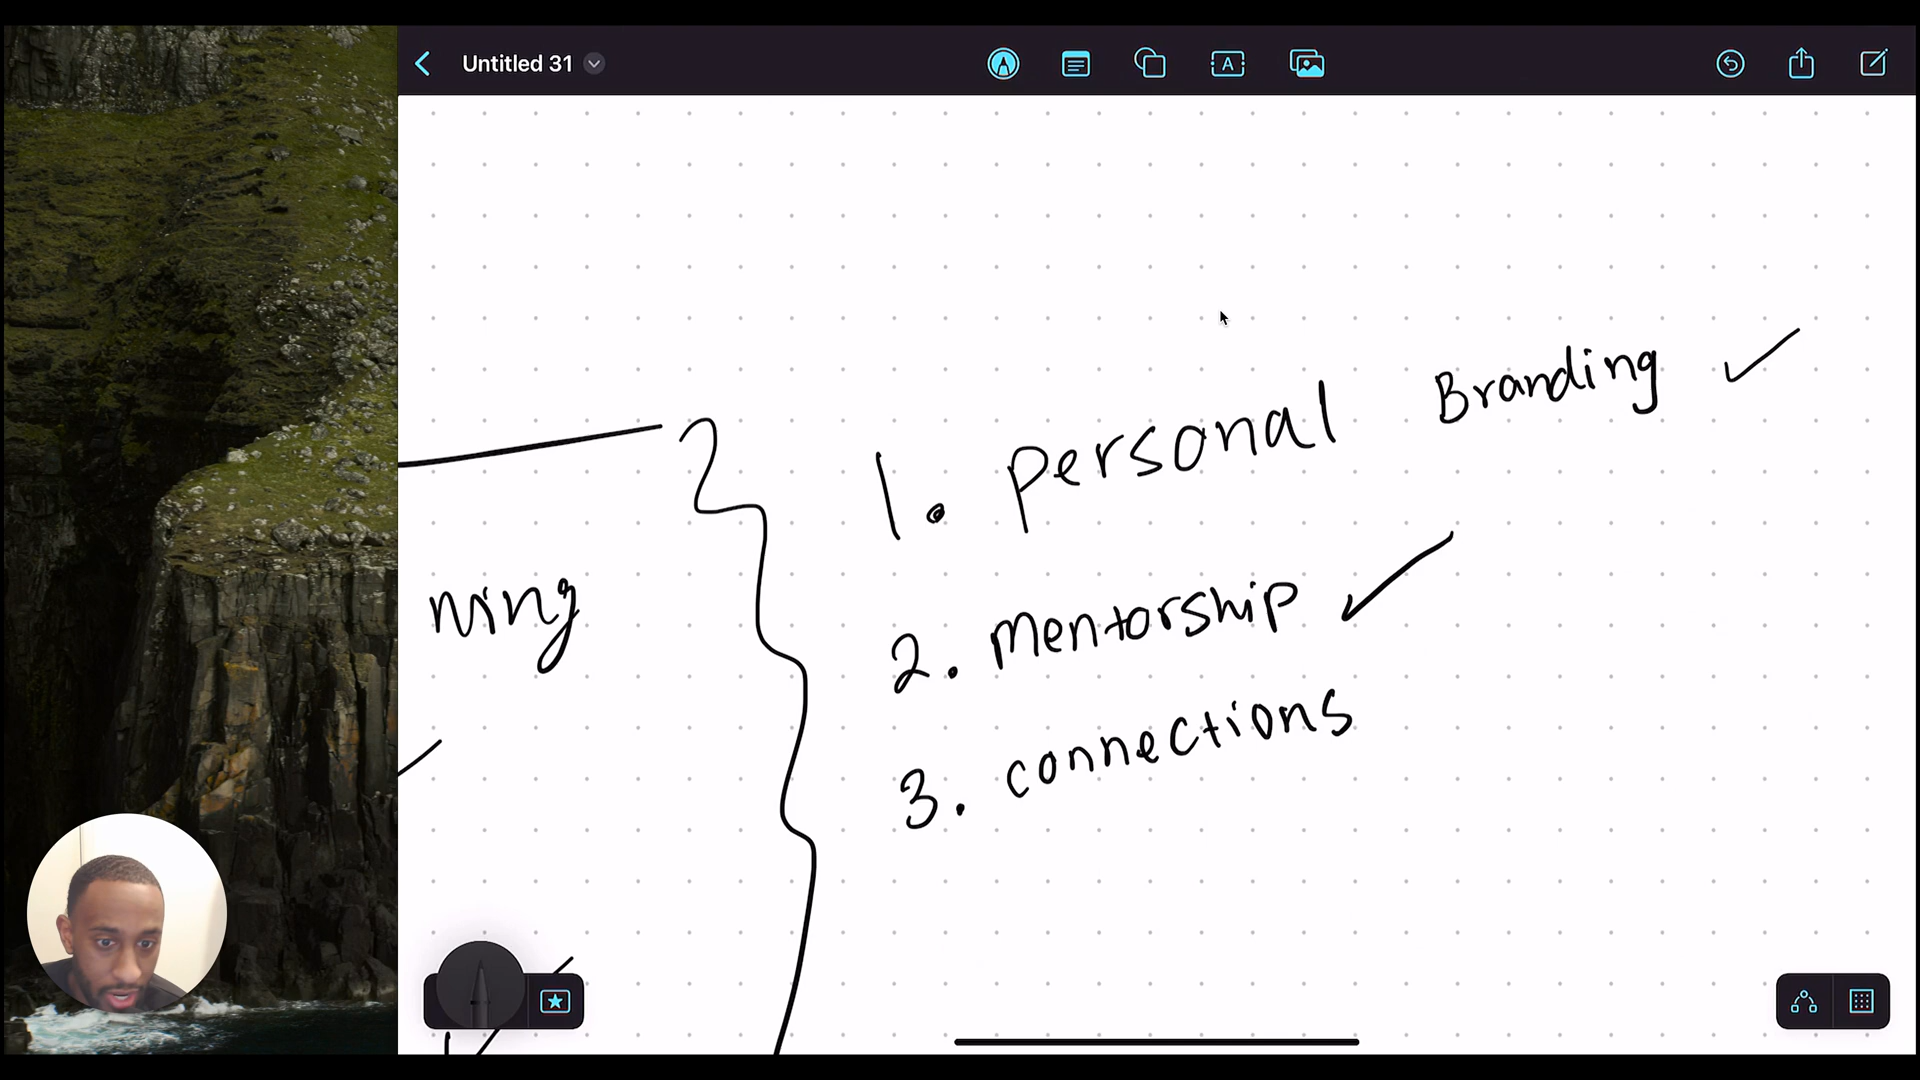 Untitled 31
1. Personal Branding
ning
2. Mentorship
3. connections